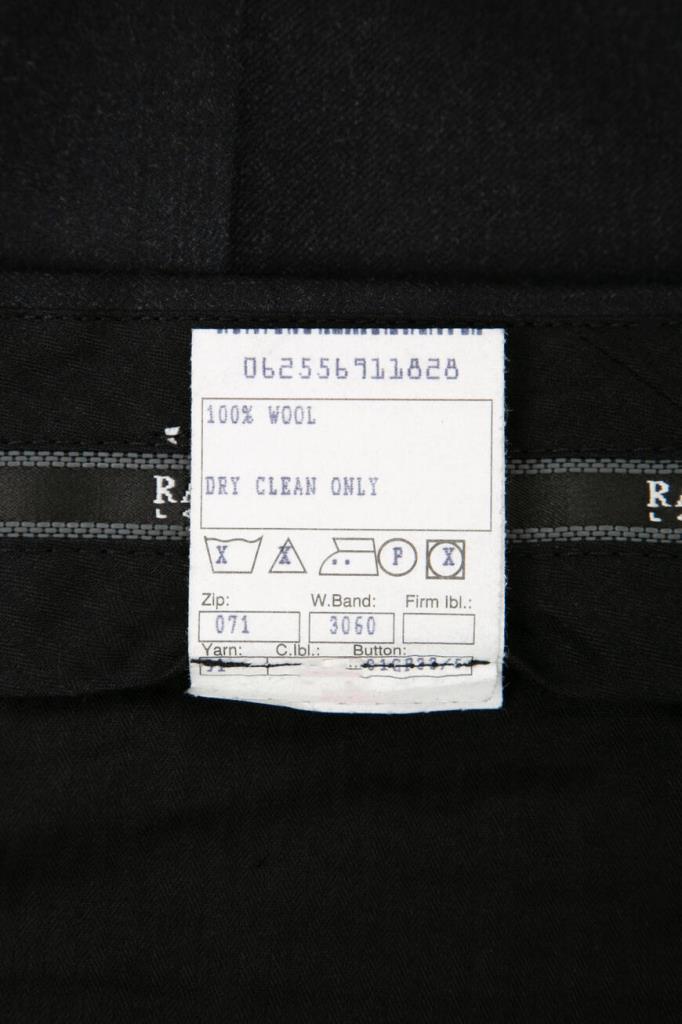 062556911828
100% WOOL
DRY CLEAN ONLY
X X P X
Zip: W.Band: Firm lbl.:
071 3060
Yarn: C.lbl.: Button: